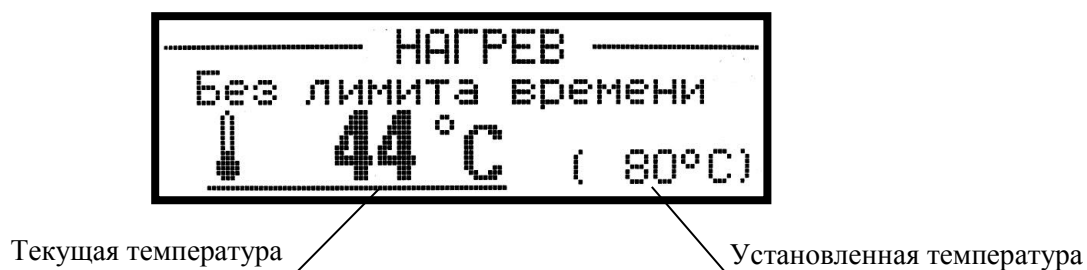 НАГРЕВ
Без лимита времени
44°C ( 80°C)
Текущая температура
Установленная температура